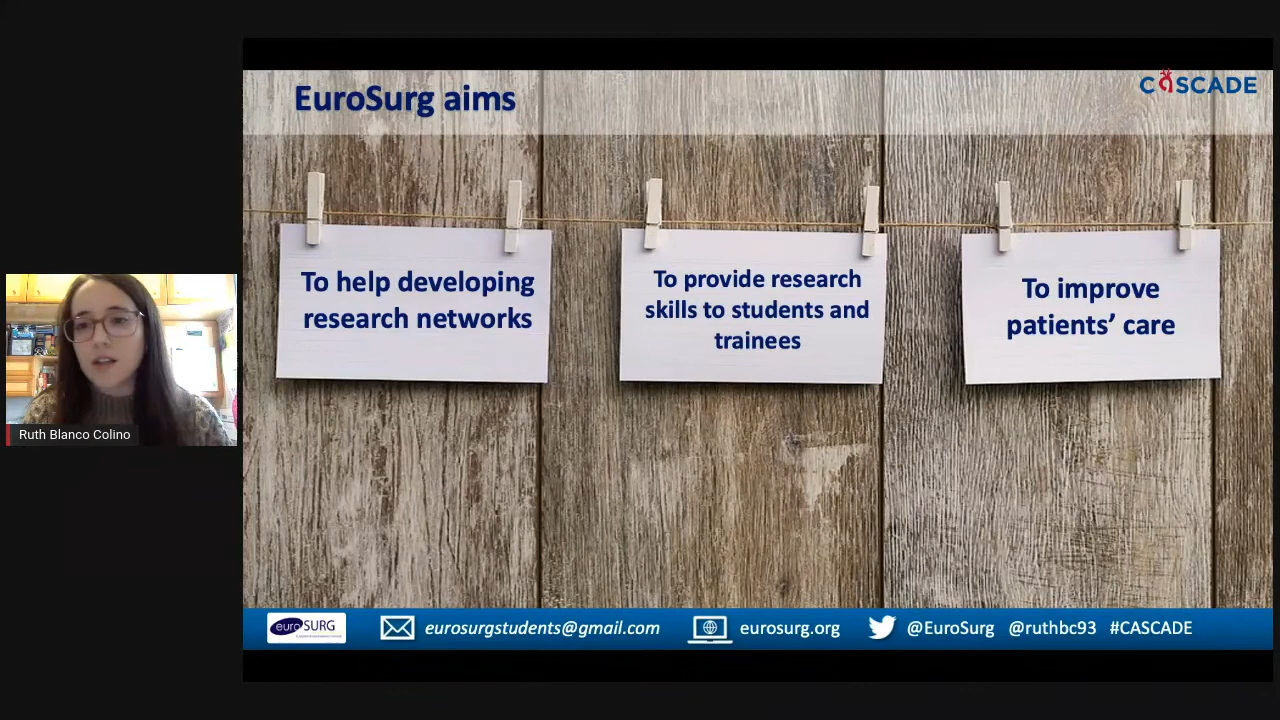 EuroSurg aims
CASCADE
To help developing
research networks
To provide research
skills to students and
trainees
To improve
patients’ care
Ruth Blanco Colino
euroSURG
eurosurgstudents@gmail.com
eurosurg.org
@EuroSurg @ruthbc93 #CASCADE